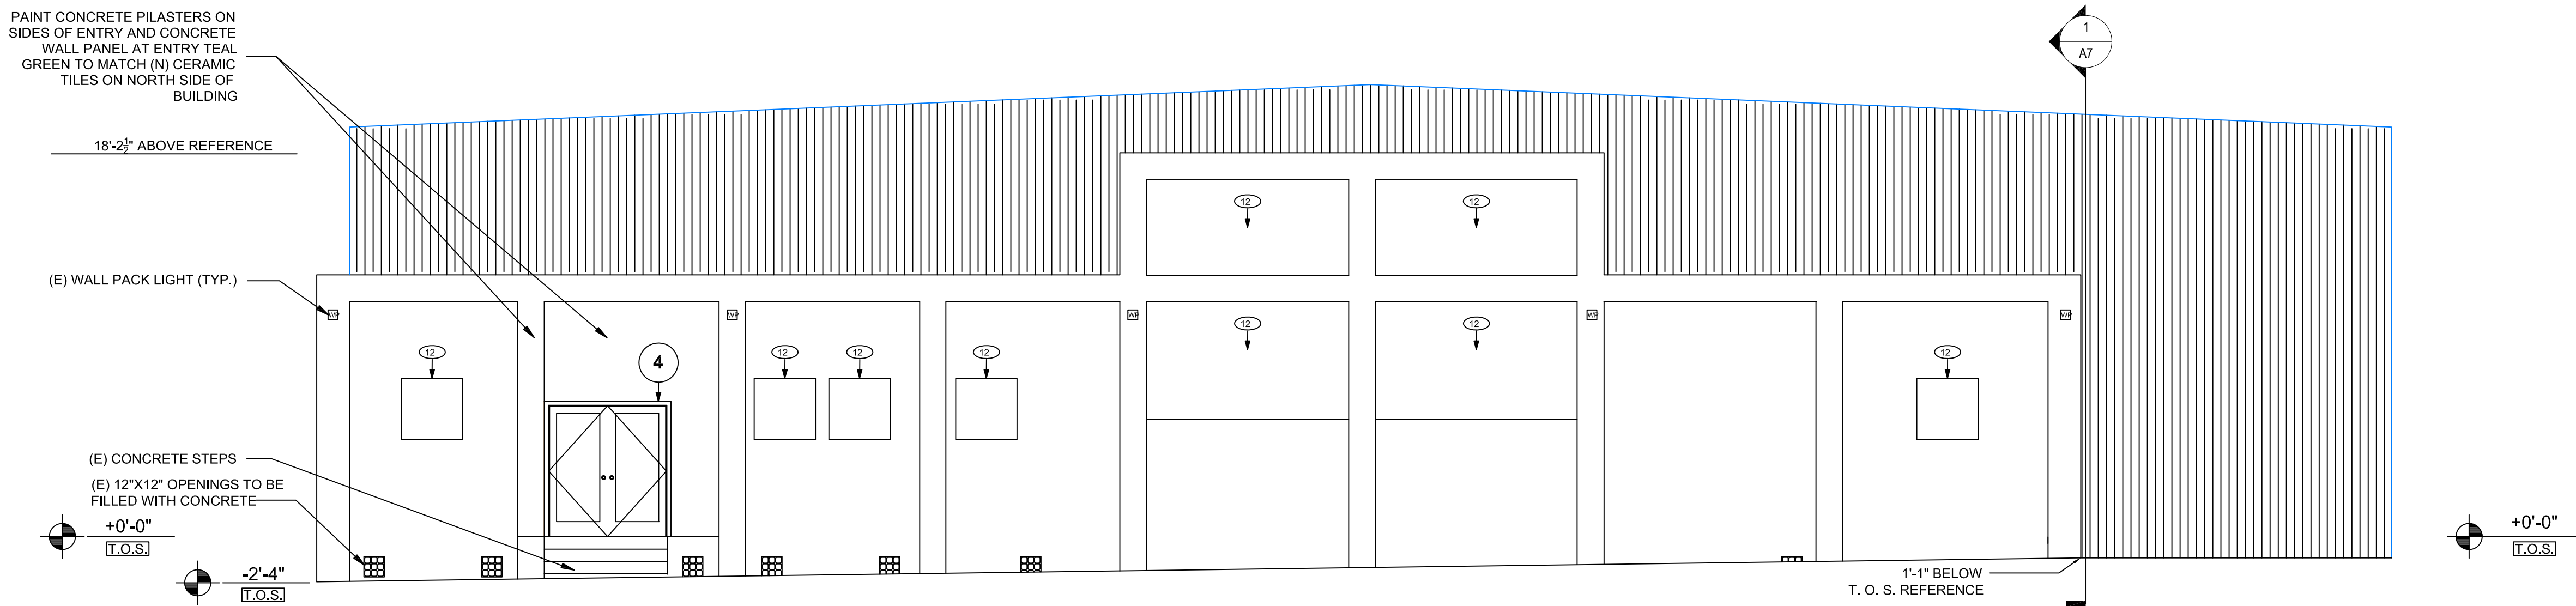 PAINT CONCRETE PILASTERS ON
SIDES OF ENTRY AND CONCRETE
WALL PANEL AT ENTRY TEAL
GREEN TO MATCH (N) CERAMIC
TILES ON NORTH SIDE OF
BUILDING
1
A7
18'-2½" ABOVE REFERENCE
12
12
(E) WALL PACK LIGHT (TYP.)
WP
WP
WP
WP
WP
12
12
12
12
12
12
12
4
(E) CONCRETE STEPS
(E) 12"X12" OPENINGS TO BE
FILLED WITH CONCRETE
+0'-0"
T.O.S.
+0'-0"
T.O.S.
-2'-4"
T.O.S.
1'-1" BELOW
T. O. S. REFERENCE